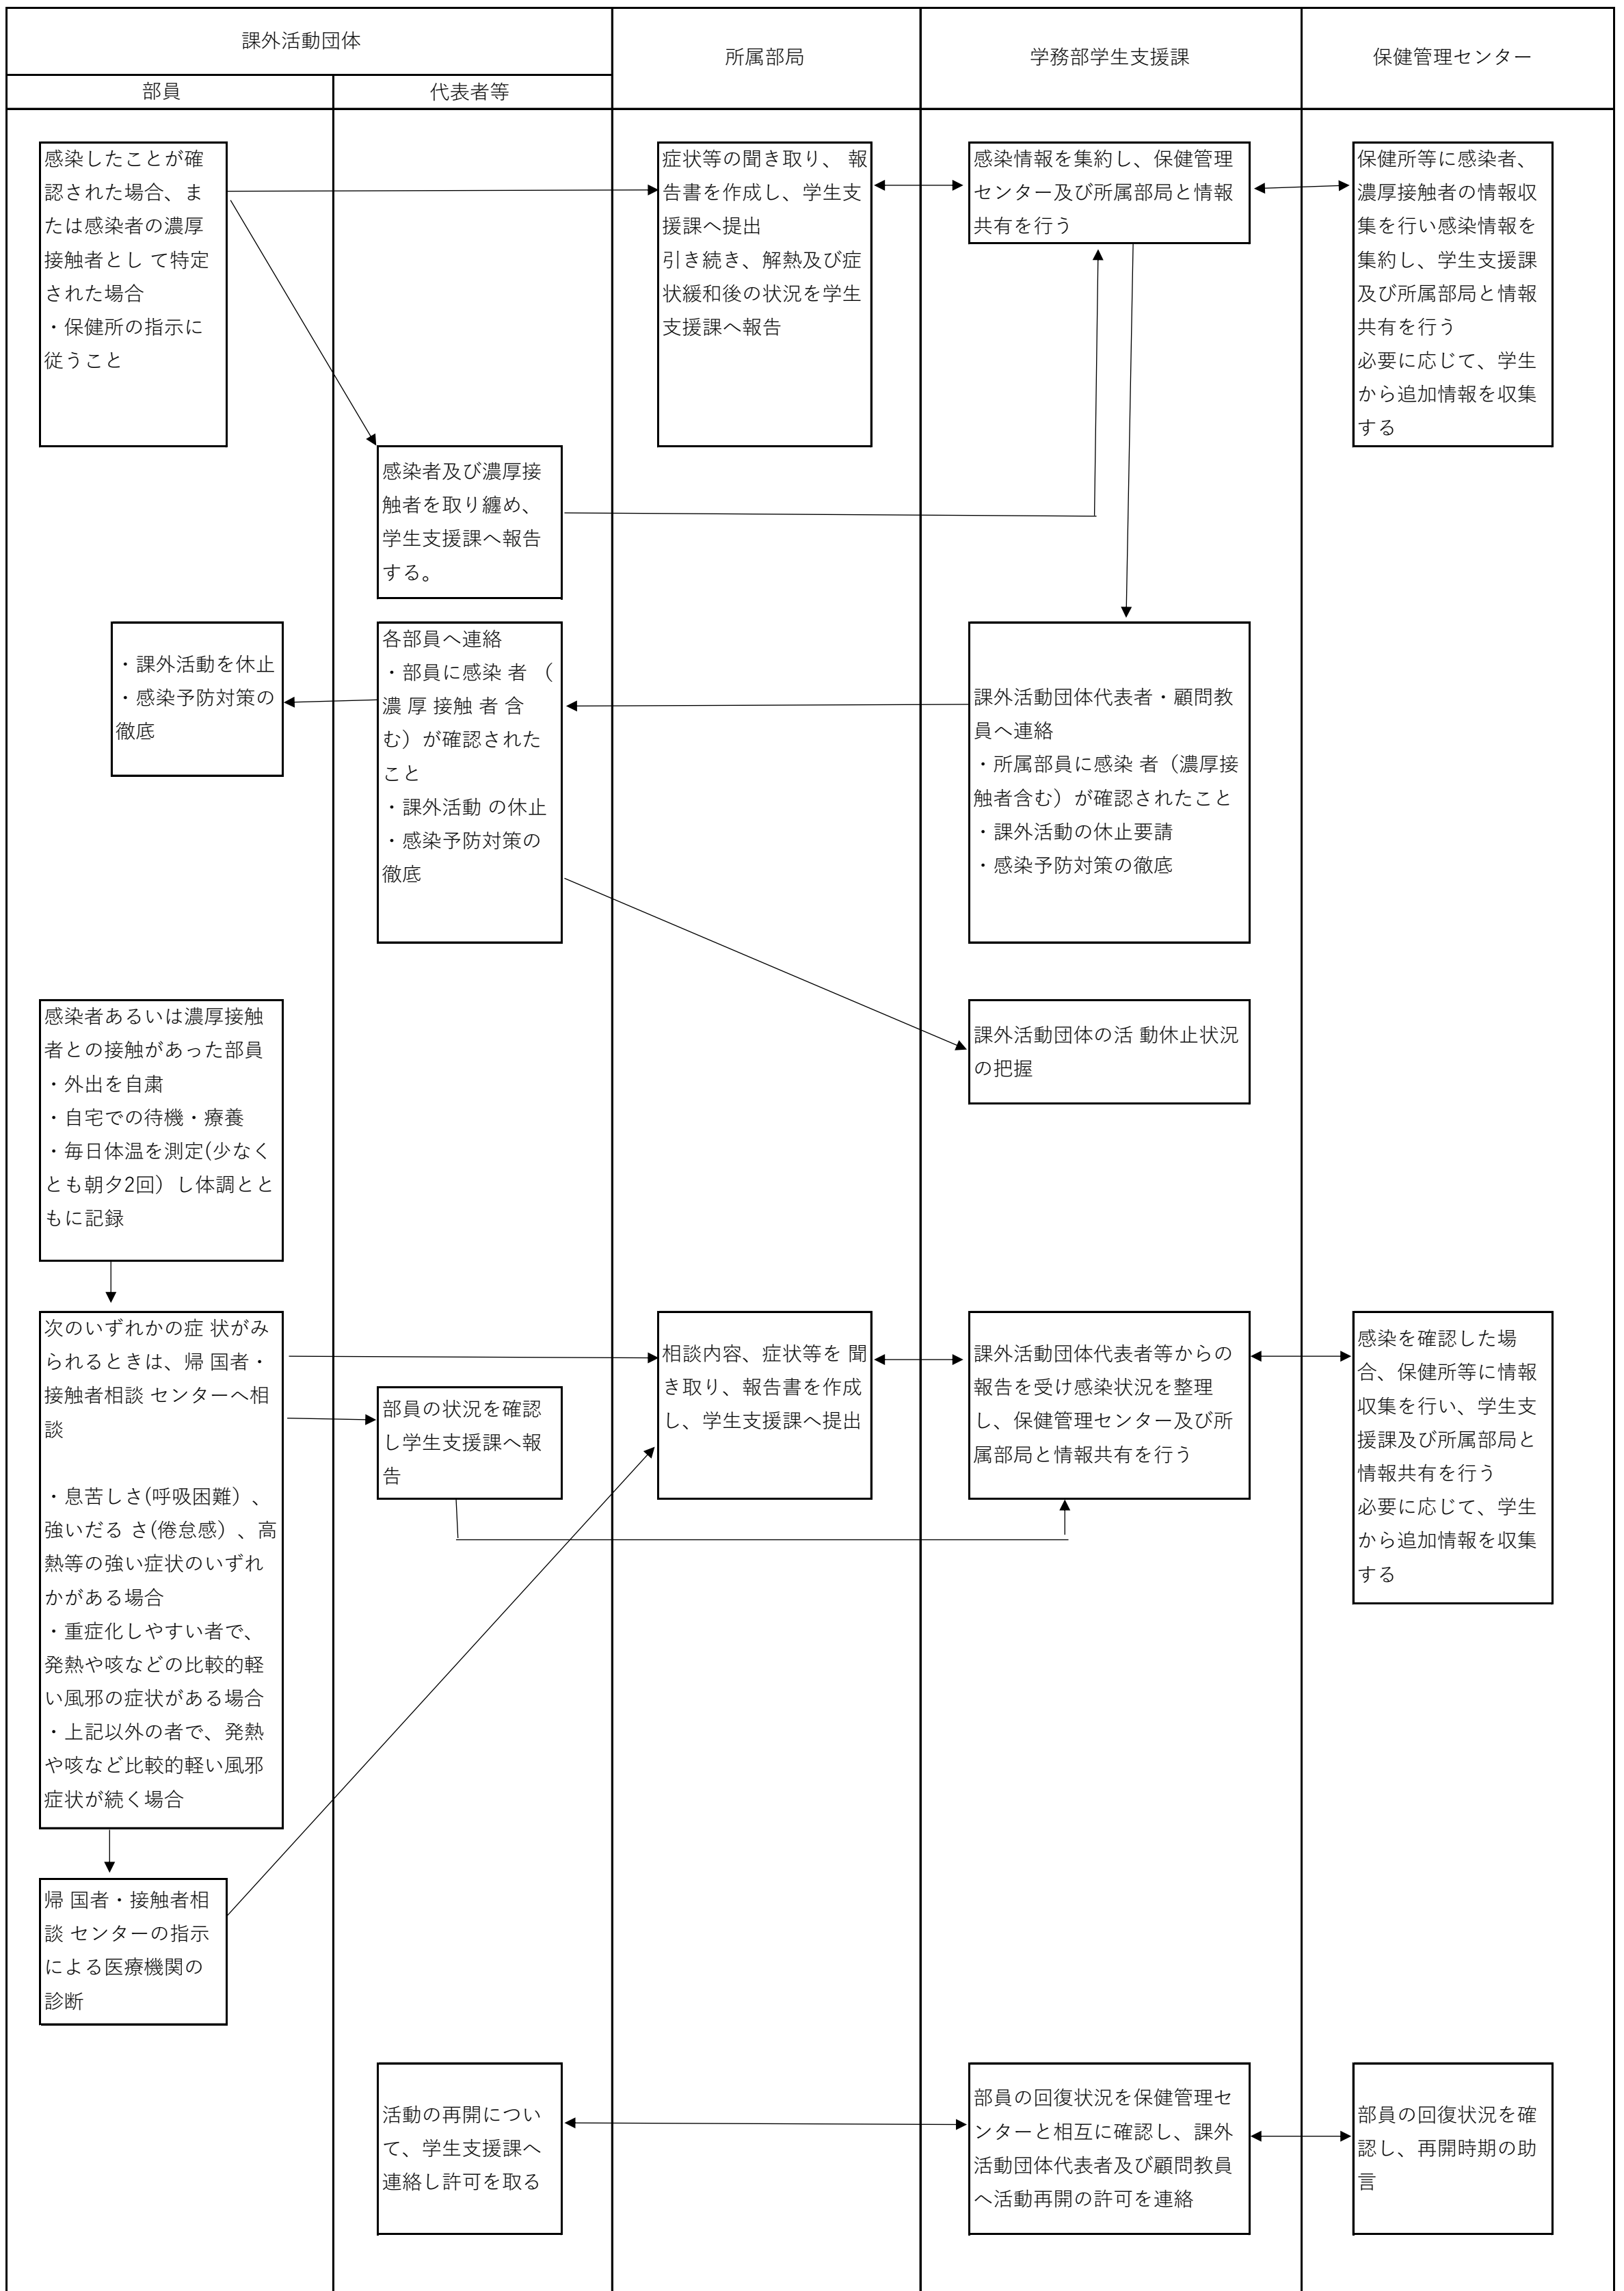 課外活動団体
所属部局
学務部学生支援課
保健管理センター
部員
代表者等
感染したことが確
認された場合、ま
たは感染者の濃厚
接触者とし て特定
された場合
・保健所の指示に
従うこと
症状等の聞き取り、 報
告書を作成し、学生支
援課へ提出
引き続き、解熱及び症
状緩和後の状況を学生
支援課へ報告
感染情報を集約し、保健管理
センター及び所属部局と情報
共有を行う
保健所等に感染者、
濃厚接触者の情報収
集を行い感染情報を
集約し、学生支援課
及び所属部局と情報
共有を行う
必要に応じて、学生
から追加情報を収集
する
感染者及び濃厚接
触者を取り纏め、
学生支援課へ報告
する。
・課外活動を休止
・感染予防対策の
徹底
各部員へ連絡
・部員に感染 者 （
濃 厚 接触 者 含
む）が確認された
こと
・課外活動 の休止
・感染予防対策の
徹底
課外活動団体代表者・顧問教
員へ連絡
・所属部員に感染 者（濃厚接
触者含む）が確認されたこと
・課外活動の休止要請
・感染予防対策の徹底
感染者あるいは濃厚接触
者との接触があった部員
・外出を自粛
・自宅での待機・療養
・毎日体温を測定(少なく
とも朝夕2回）し体調とと
もに記録
課外活動団体の活 動休止状況
の把握
次のいずれかの症 状がみ
られるときは、帰 国者・
接触者相談 センターへ相
談
・息苦しさ(呼吸困難）、
強いだる さ(倦怠感）、高
熱等の強い症状のいずれ
かがある場合
・重症化しやすい者で、
発熱や咳などの比較的軽
い風邪の症状がある場合
・上記以外の者で、発熱
や咳など比較的軽い風邪
症状が続く場合
部員の状況を確認
し学生支援課へ報
告
相談内容、症状等を 聞
き取り、報告書を作成
し、学生支援課へ提出
課外活動団体代表者等からの
報告を受け感染状況を整理
し、保健管理センター及び所
属部局と情報共有を行う
感染を確認した場
合、保健所等に情報
収集を行い、学生支
援課及び所属部局と
情報共有を行う
必要に応じて、学生
から追加情報を収集
する
帰 国者・接触者相
談 センターの指示
による医療機関の
診断
活動の再開につい
て、学生支援課へ
連絡し許可を取る
部員の回復状況を保健管理セ
ンターと相互に確認し、課外
活動団体代表者及び顧問教員
へ活動再開の許可を連絡
部員の回復状況を確
認し、再開時期の助
言